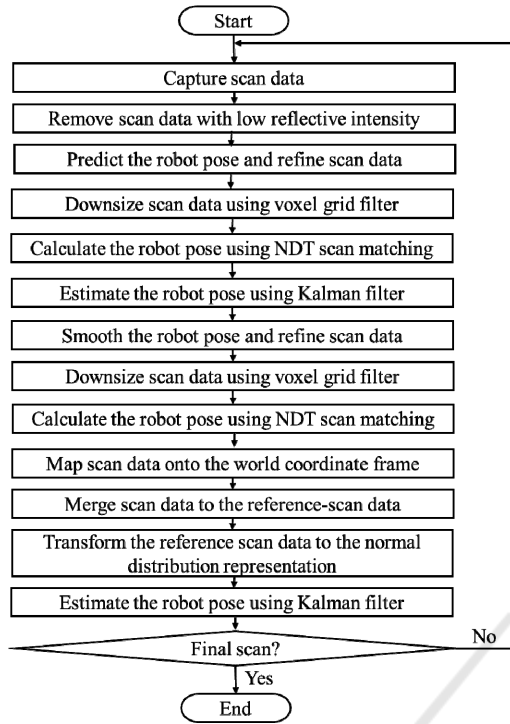 Start
Capture scan data
Remove scan data with low reflective intensity
Predict the robot pose and refine scan data
Downsize scan data using voxel grid filter
Calculate the robot pose using NDT scan matching
Estimate the robot pose using Kalman filter
Smooth the robot pose and refine scan data
Downsize scan data using voxel grid filter
Calculate the robot pose using NDT scan matching
Map scan data onto the world coordinate frame
Merge scan data to the reference-scan data
Transform the reference scan data to the normal
distribution representation
Estimate the robot pose using Kalman filter
Final scan?
No
Yes
End